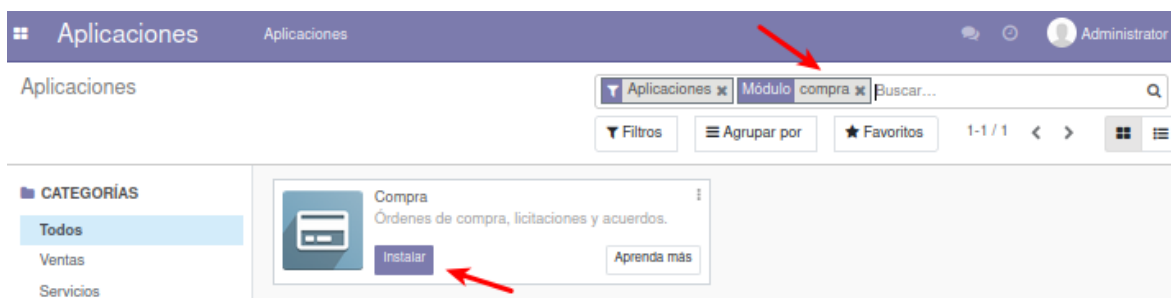 Aplicaciones Aplicaciones Administrator
Aplicaciones Aplicaciones Módulo compra Buscar...
Filtros Agrupar por Favoritos 1-1 / 1
CATEGORÍAS
Todos
Ventas
Servicios
Compra
Órdenes de compra, licitaciones y acuerdos.
Instalar Aprenda más